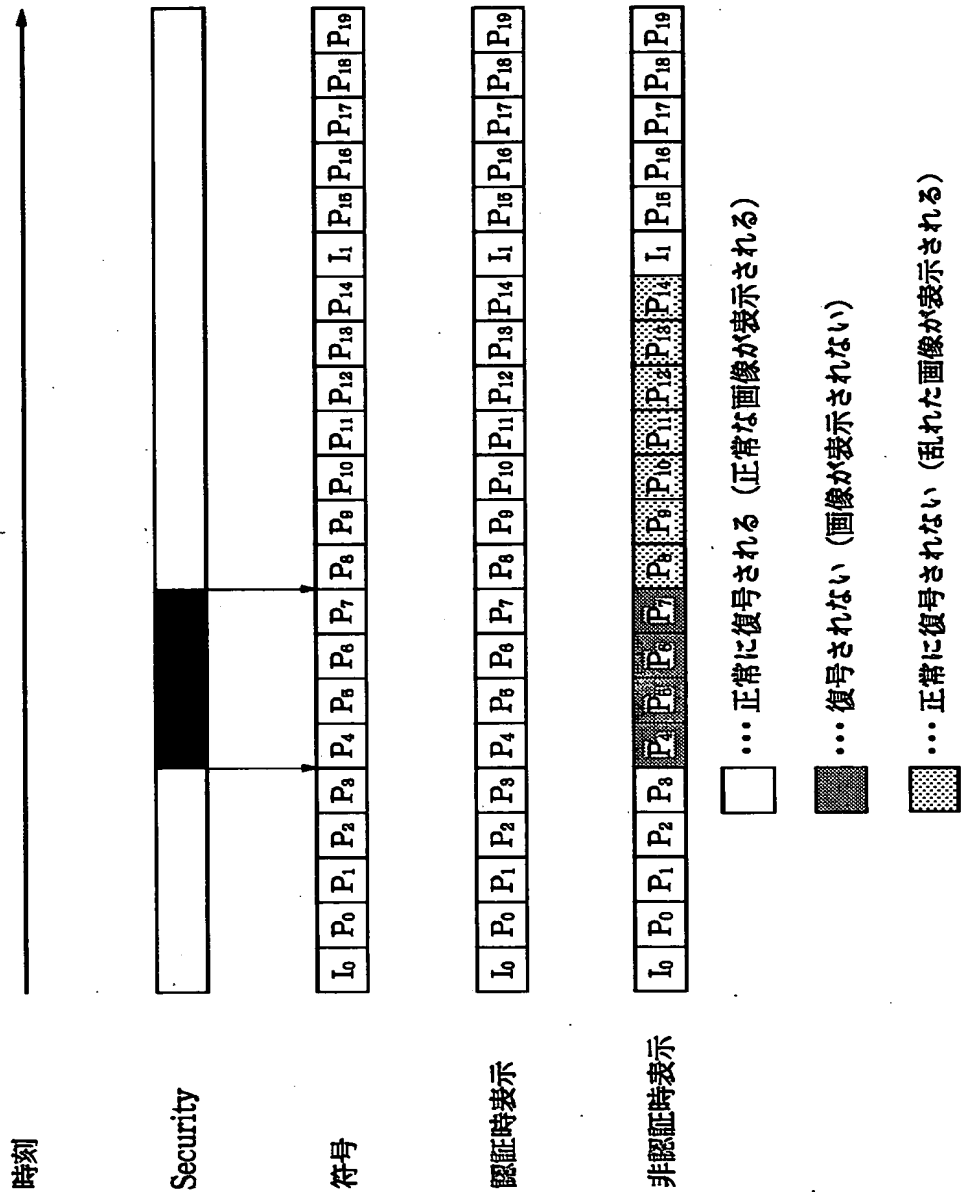 時刻
Security
符号 I₀ P₀ P₁ P₂ P₃ P₄ P₅ P₆ P₇ P₈ P₉ P₁₀ P₁₁ P₁₂ P₁₃ P₁₄ I₁ P₁₅ P₁₆ P₁₇ P₁₈ P₁₉
認証時表示 I₀ P₀ P₁ P₂ P₃ P₄ P₅ P₆ P₇ P₈ P₉ P₁₀ P₁₁ P₁₂ P₁₃ P₁₄ I₁ P₁₅ P₁₆ P₁₇ P₁₈ P₁₉
非認証時表示 I₀ P₀ P₁ P₂ P₃ P₄ P₅ P₆ P₇ P₈ P₉ P₁₀ P₁₁ P₁₂ P₁₃ P₁₄ I₁ P₁₅ P₁₆ P₁₇ P₁₈ P₁₉
…正常に復号される (正常な画像が表示される)
…復号されない (画像が表示されない)
…正常に復号されない (乱れた画像が表示される)